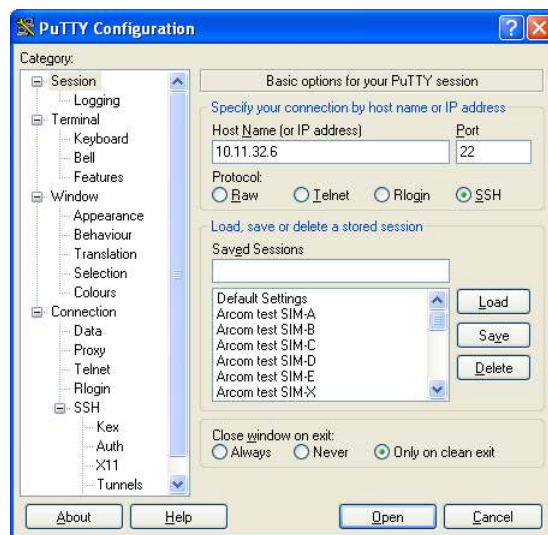 PuTTY Configuration
Category:
Session
Logging
Terminal
Keyboard
Bell
Features
Window
Appearance
Behaviour
Translation
Selection
Colours
Connection
Data
Proxy
Telnet
Rlogin
SSH
Kex
Auth
X11
Tunnels
Basic options for your PuTTY session
Specify your connection by host name or IP address
Host Name (or IP address) Port
10.11.32.6 22
Protocol:
Raw Telnet Rlogin SSH
Load, save or delete a stored session
Saved Sessions
Default Settings
Arcom test SIM-A
Arcom test SIM-B
Arcom test SIM-C
Arcom test SIM-D
Arcom test SIM-E
Arcom test SIM-X
Load
Save
Delete
Close window on exit:
Always Never Only on clean exit
About Help Open Cancel